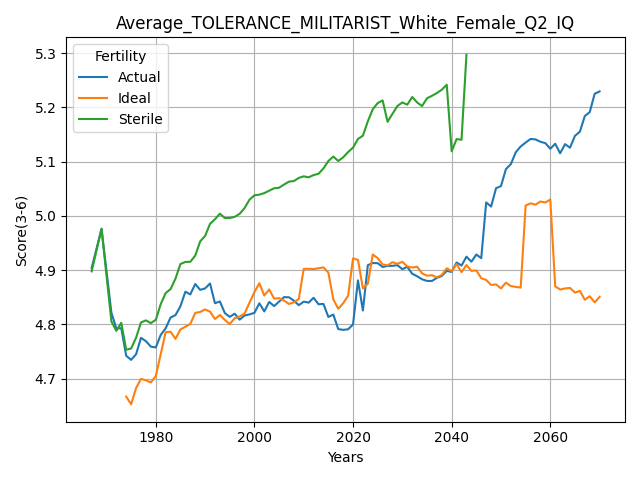 Average_TOLERANCE_MILITARIST_White_Female_Q2_IQ
Fertility
Actual
Ideal
Sterile
Score(3-6)
5.3
5.2
5.1
5.0
4.9
4.8
4.7
1980
2000
2020
2040
2060
Years